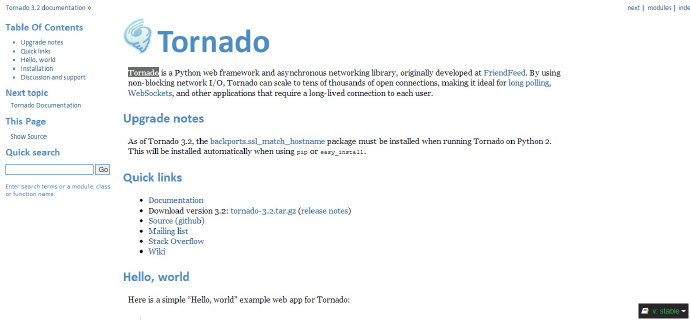 Tornado 3.2 documentation »
next | modules | inde
Table Of Contents
Upgrade notes
Quick links
Hello, world
Installation
Discussion and support
Next topic
Tornado Documentation
This Page
Show Source
Quick search
Go
Enter search terms or a module, class
or function name.
Tornado
Tornado is a Python web framework and asynchronous networking library, originally developed at FriendFeed. By using
non-blocking network I/O, Tornado can scale to tens of thousands of open connections, making it ideal for long polling,
WebSockets, and other applications that require a long-lived connection to each user.
Upgrade notes
As of Tornado 3.2, the backports.ssl_match_hostname package must be installed when running Tornado on Python 2.
This will be installed automatically when using pip or easy_install.
Quick links
Documentation
Download version 3.2: tornado-3.2.tar.gz (release notes)
Source (github)
Mailing list
Stack Overflow
Wiki
Hello, world
Here is a simple "Hello, world" example web app for Tornado:
v: stable